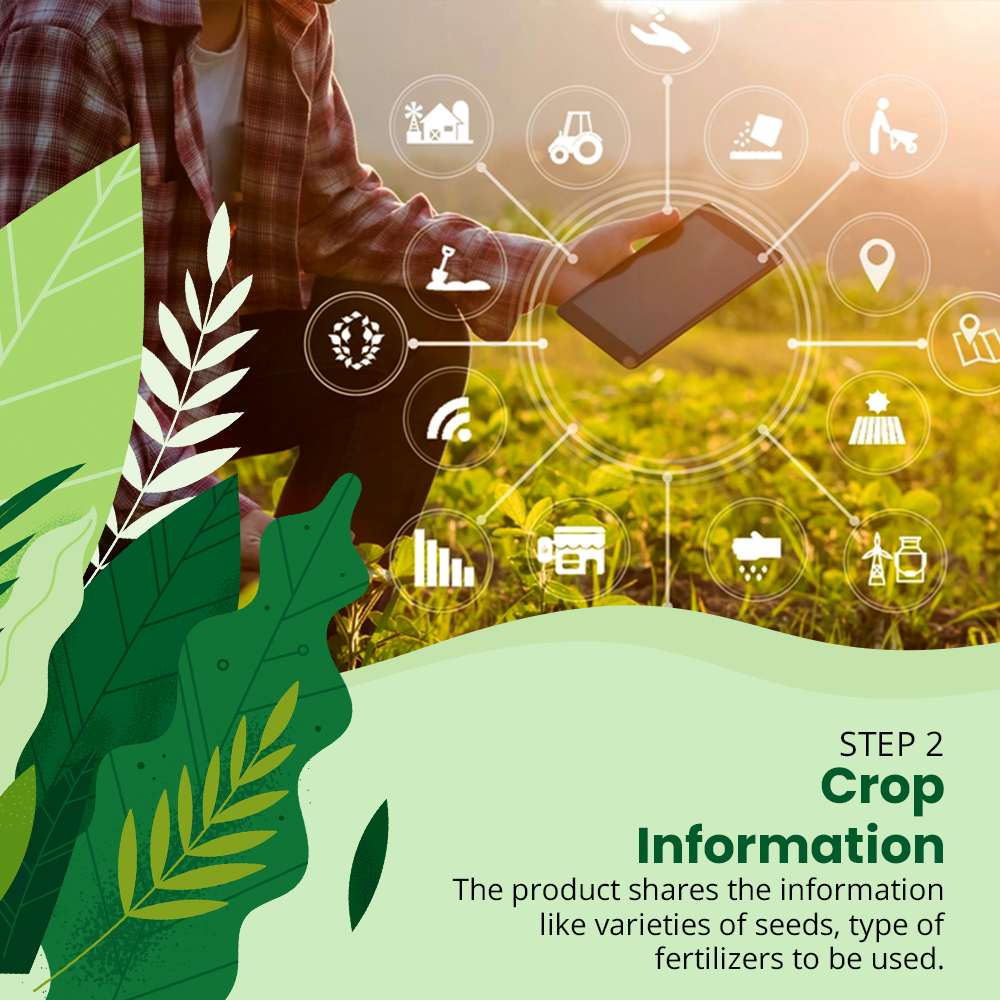 STEP 2
Crop
Information
The product shares the information
like varieties of seeds, type of
fertilizers to be used.